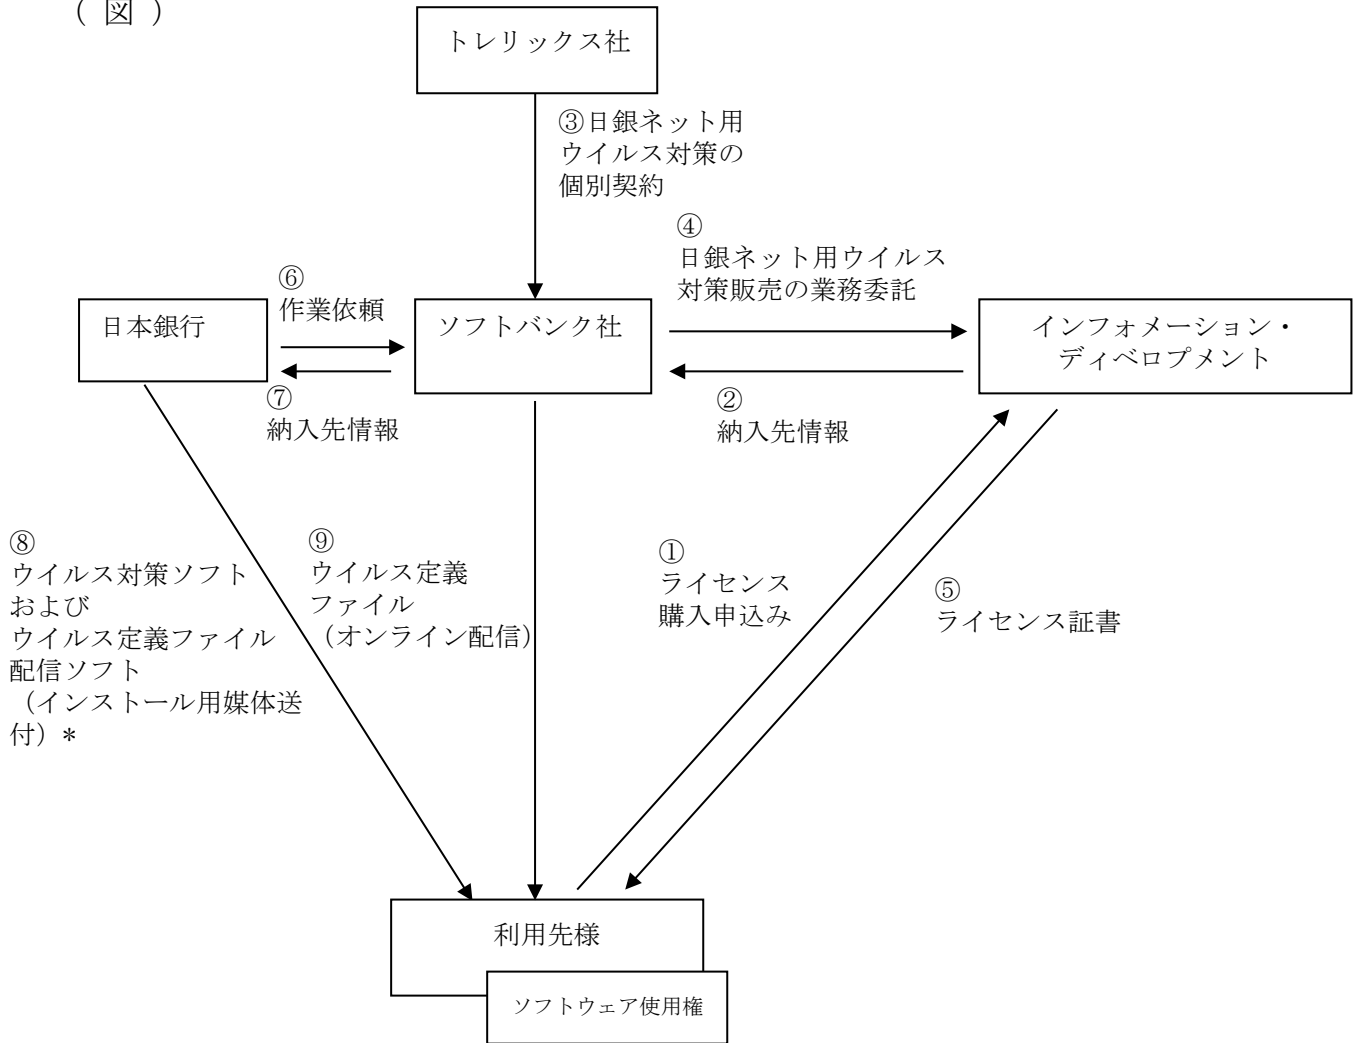 （ 図 ）
トレリックス社
③日銀ネット用
ウイルス対策の
個別契約
④
日銀ネット用ウイルス
対策販売の業務委託
⑥
作業依頼
日本銀行
ソフトバンク社
インフォメーション・
ディベロプメント
⑦
納入先情報
②
納入先情報
⑧
ウイルス対策ソフト
および
ウイルス定義ファイル
配信ソフト
（インストール用媒体送
付）＊
⑨
ウイルス定義
ファイル
（オンライン配信）
①
ライセンス
購入申込み
⑤
ライセンス証書
利用先様
ソフトウェア使用権